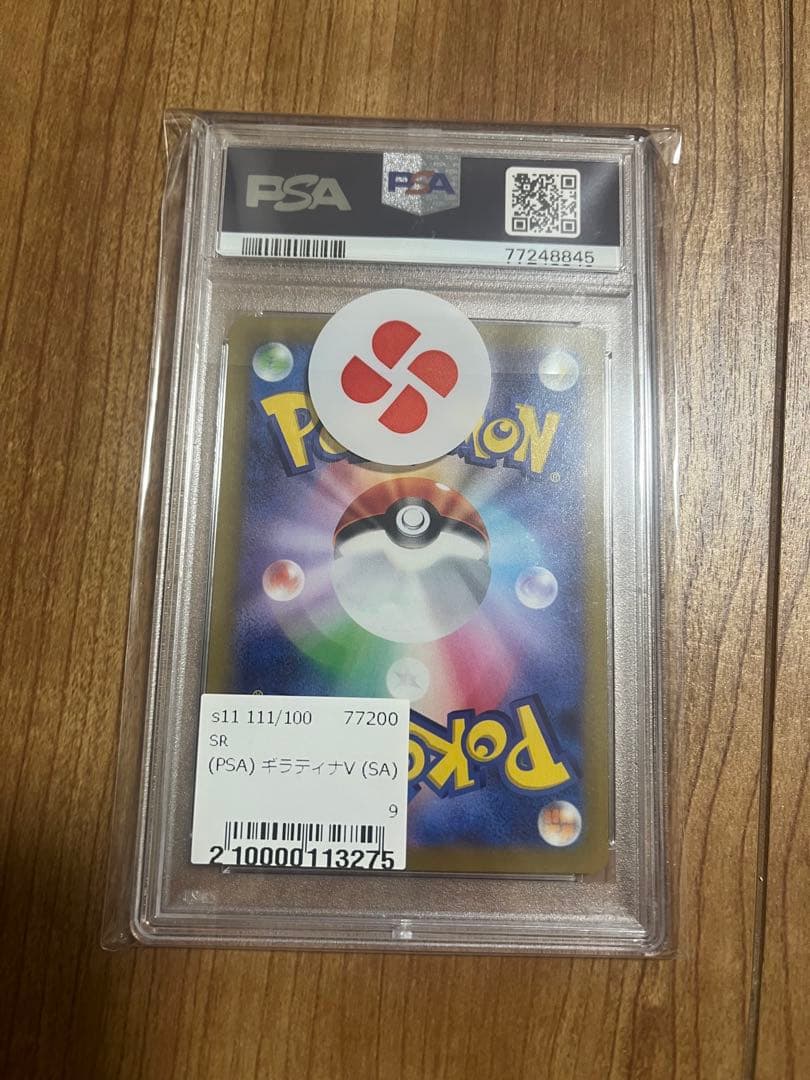 PSA PSA
77248845
POKÉMON
®
s11 111/100 77200
SR
(PSA) ギラティナV (SA)
9
2 10000 113275